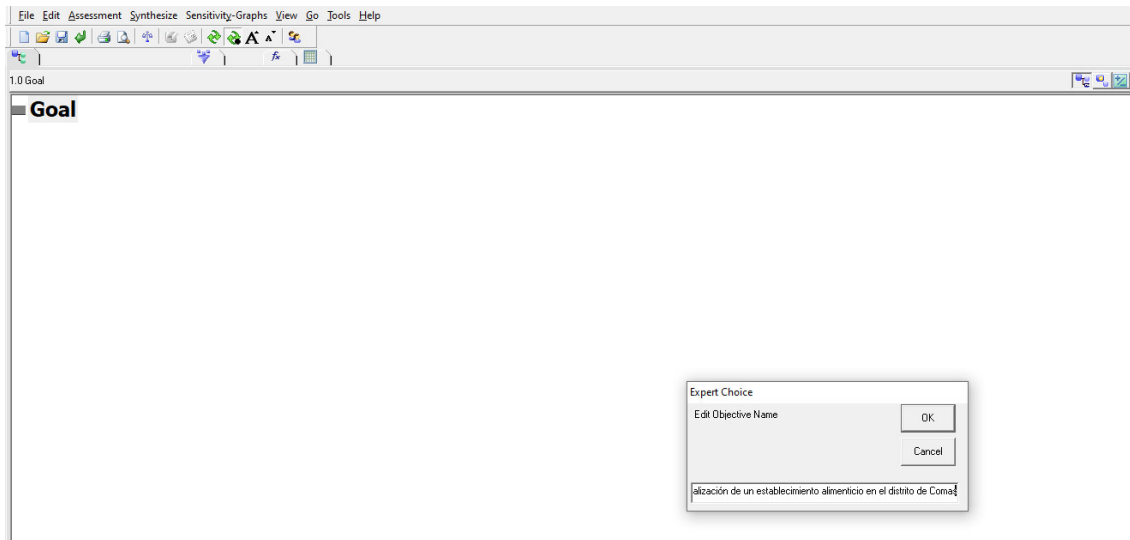 File Edit Assessment Synthesize Sensitivity-Graphs View Go Tools Help
1.0 Goal
Goal
Expert Choice
Edit Objective Name
OK
Cancel
alización de un establecimiento alimenticio en el distrito de Comas